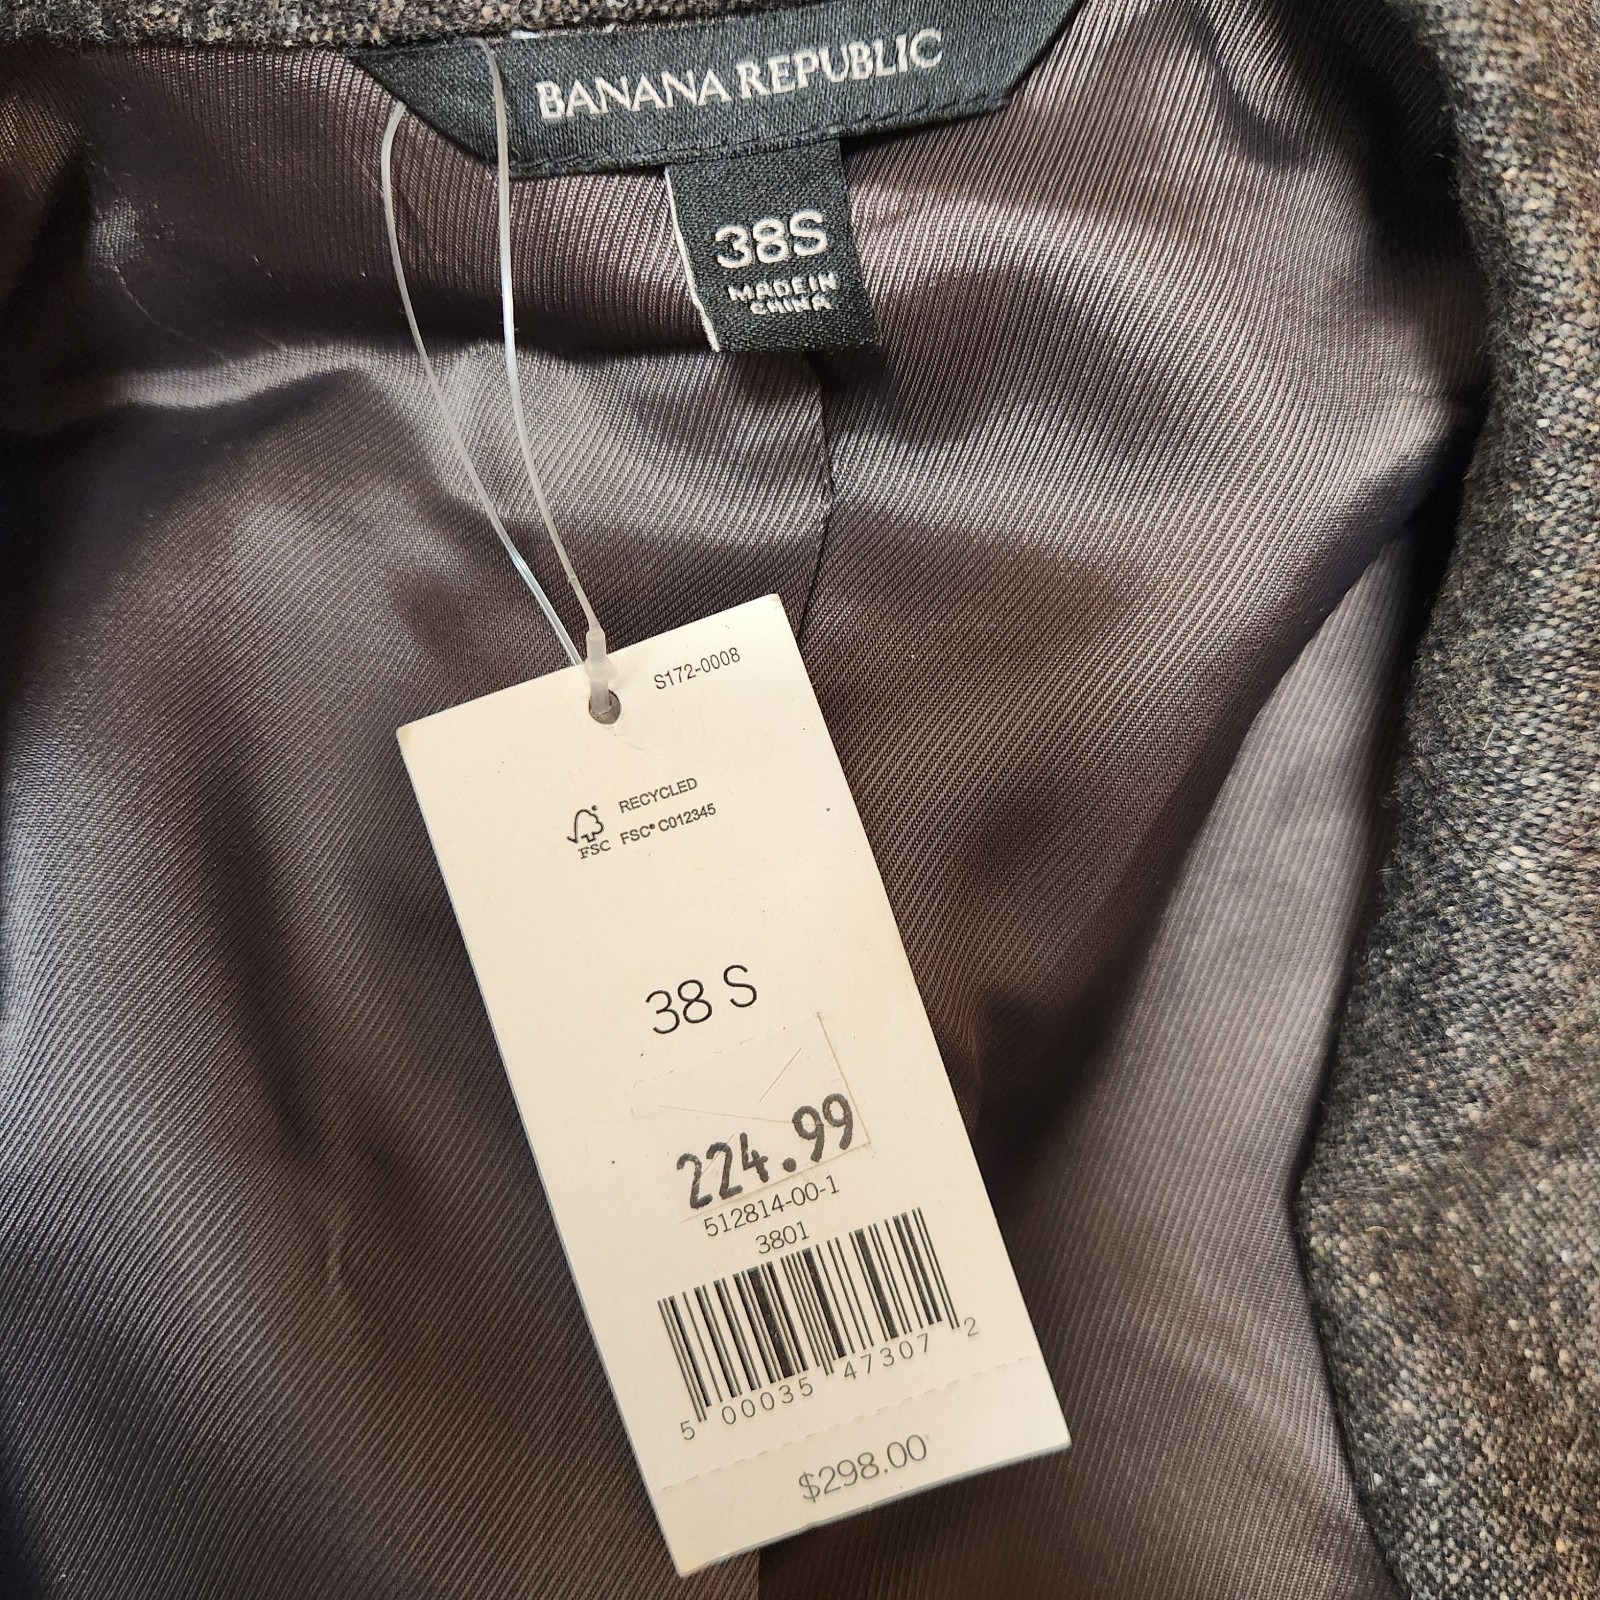 BANANA REPUBLIC
38S
MADE IN
CHINA
S172-0008
RECYCLED
FSC® C012345
FSC
38 S
224.99
512814-00-1
3801
5 00035 47307 2
$298.00